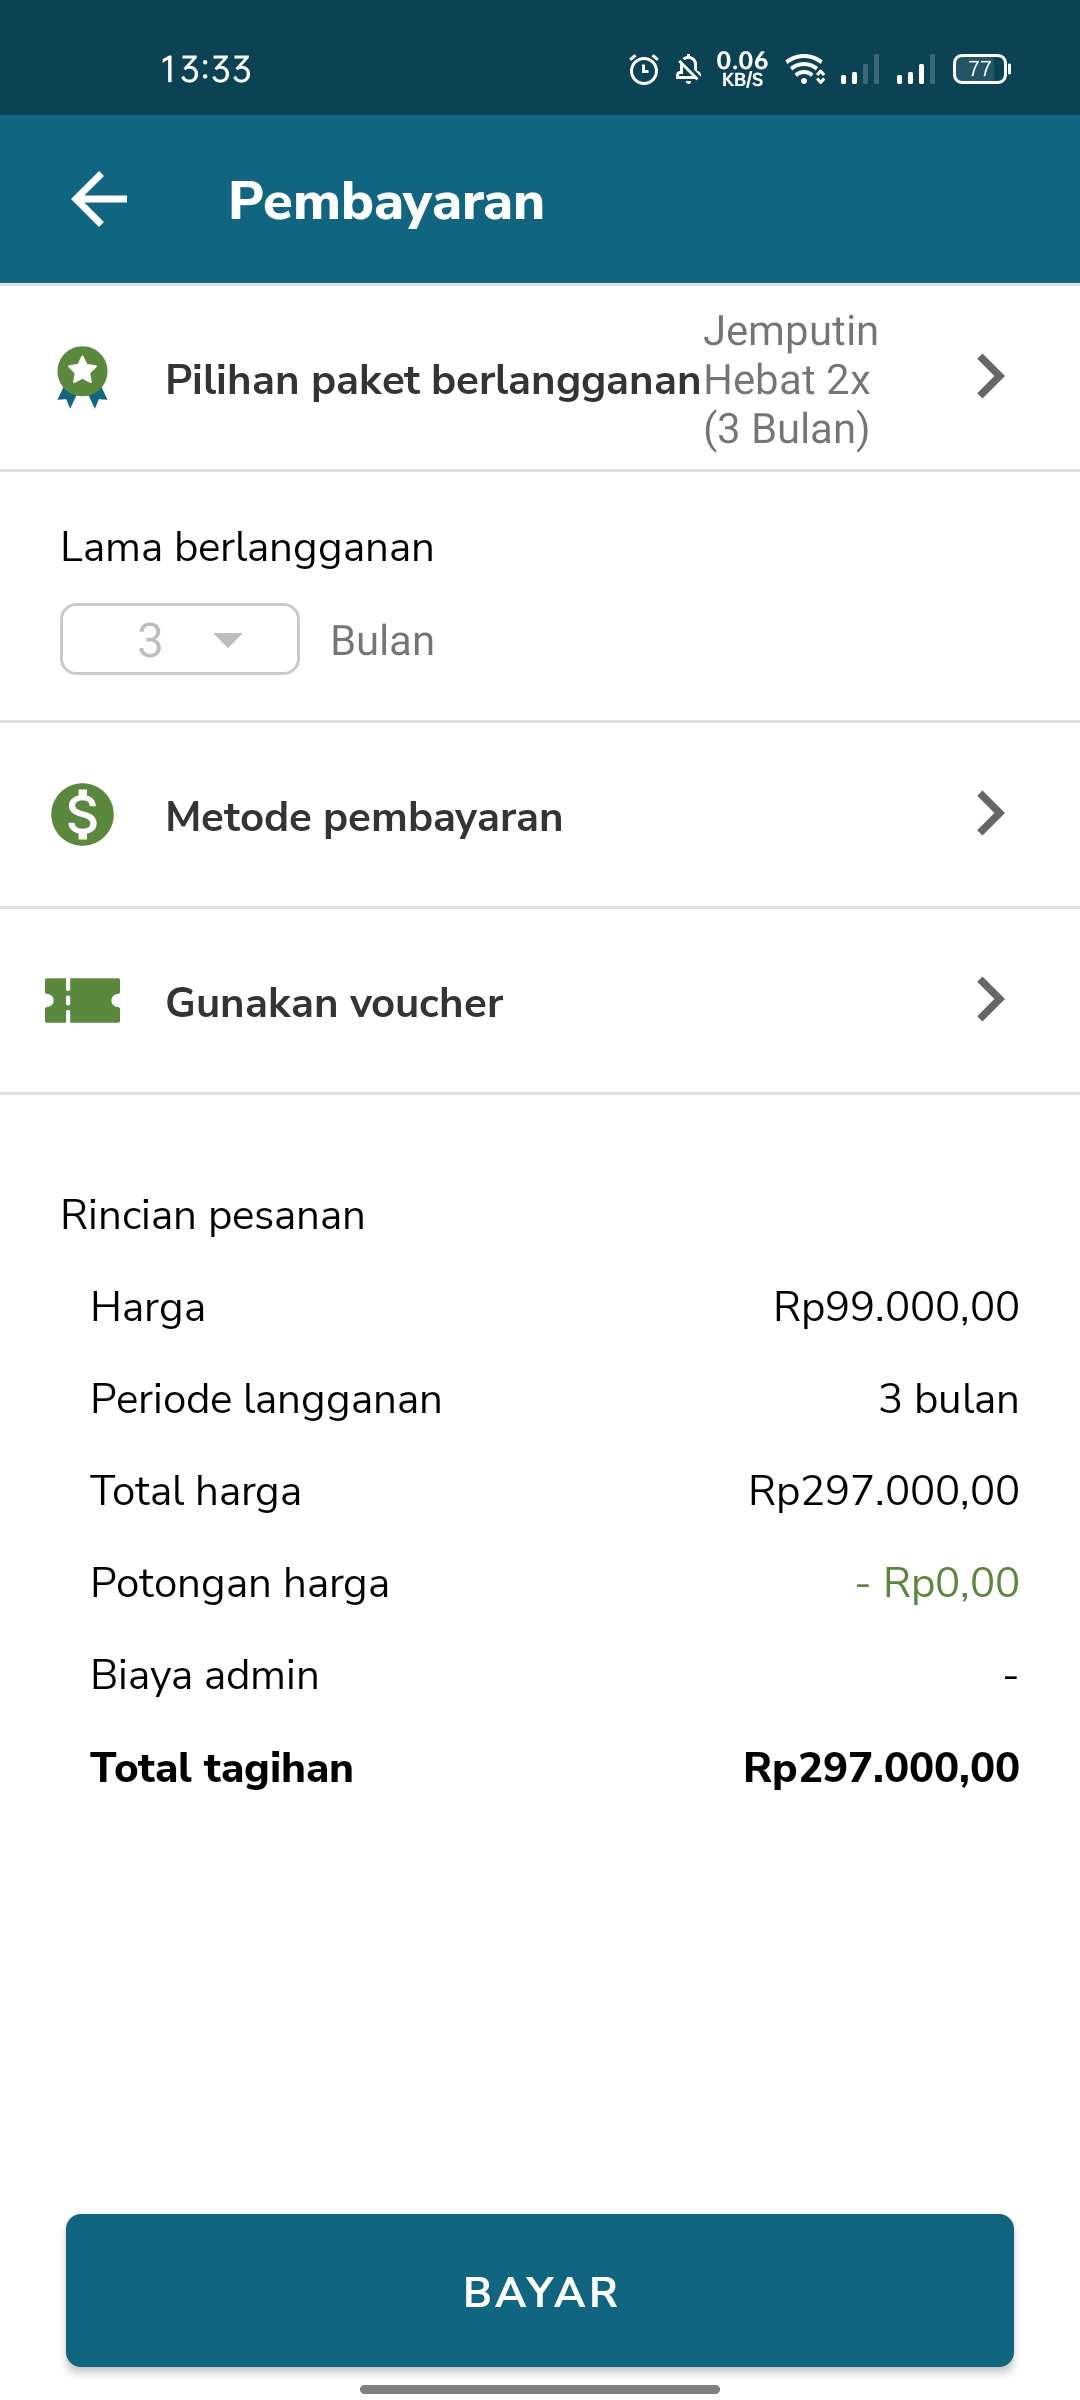 13:33
0.06
KB/S
77
Pembayaran
Pilihan paket berlangganan
Jemputin
Hebat 2x
(3 Bulan)
Lama berlangganan
3
Bulan
Metode pembayaran
Gunakan voucher
Rincian pesanan
Harga Rp99.000,00
Periode langganan 3 bulan
Total harga Rp297.000,00
Potongan harga - Rp0,00
Biaya admin -
Total tagihan Rp297.000,00
BAYAR